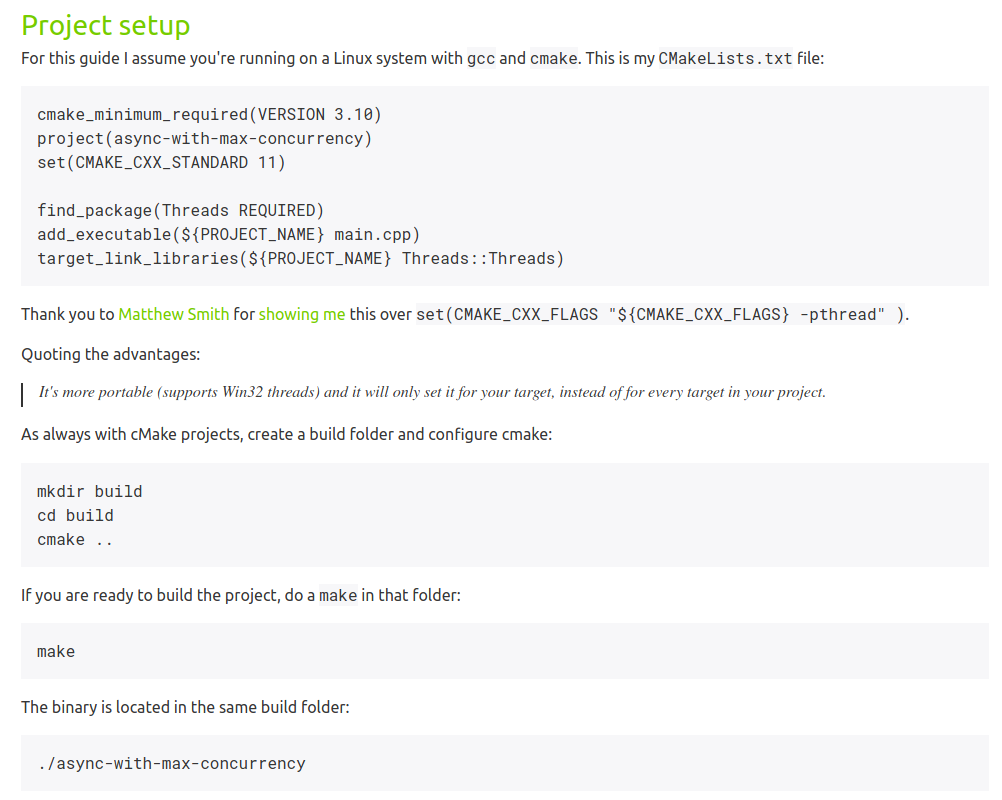 Project setup
For this guide I assume you're running on a Linux system with gcc and cmake. This is my CMakeLists.txt file:
cmake_minimum_required(VERSION 3.10)
project(async-with-max-concurrency)
set(CMAKE_CXX_STANDARD 11)
find_package(Threads REQUIRED)
add_executable(${PROJECT_NAME} main.cpp)
target_link_libraries(${PROJECT_NAME} Threads::Threads)
Thank you to Matthew Smith for showing me this over set(CMAKE_CXX_FLAGS "${CMAKE_CXX_FLAGS} -pthread" ).
Quoting the advantages:
It's more portable (supports Win32 threads) and it will only set it for your target, instead of for every target in your project.
As always with cMake projects, create a build folder and configure cmake:
mkdir build
cd build
cmake ..
If you are ready to build the project, do a make in that folder:
make
The binary is located in the same build folder:
./async-with-max-concurrency